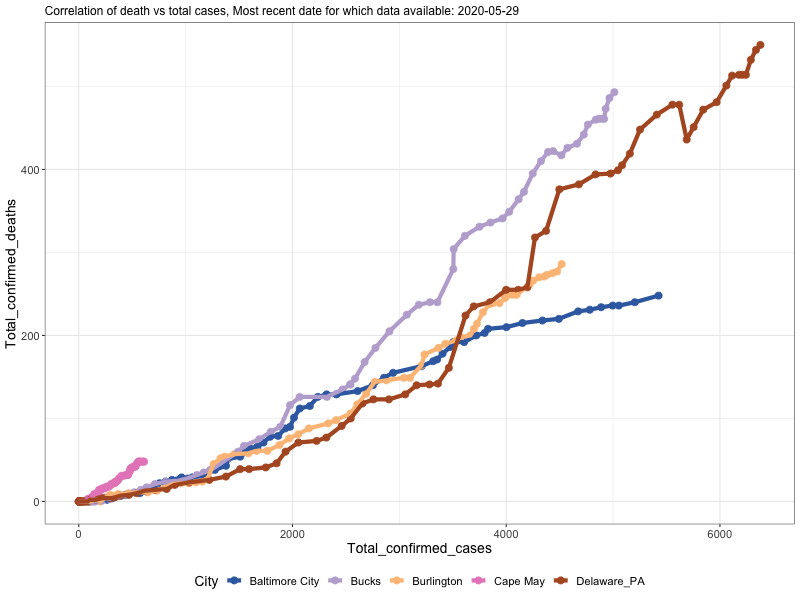 Correlation of death vs total cases, Most recent date for which data available: 2020-05-29
Total_confirmed_deaths
400
200
0
0 2000 4000 6000
Total_confirmed_cases
City Baltimore City Bucks Burlington Cape May Delaware_PA